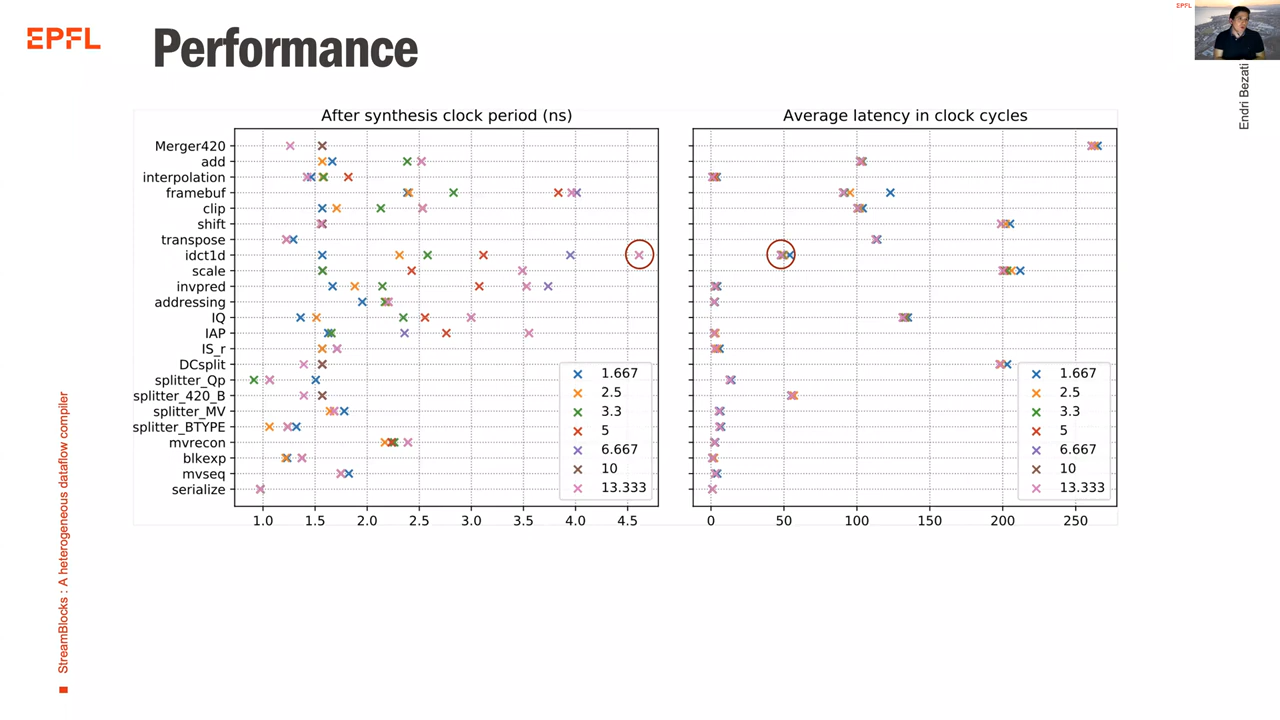 EPFL
Performance
EPFL
Endri Bezati
StreamBlocks : A heterogeneous dataflow compiler
After synthesis clock period (ns)
Merger420
add
interpolation
framebuf
clip
shift
transpose
idct1d
scale
invpred
addressing
IQ
IAP
IS_r
DCsplit
splitter_Qp
splitter_420_B
splitter_MV
splitter_BTYPE
mvrecon
blkexp
mvseq
serialize
1.667
2.5
3.3
5
6.667
10
13.333
1.0 1.5 2.0 2.5 3.0 3.5 4.0 4.5
Average latency in clock cycles
1.667
2.5
3.3
5
6.667
10
13.333
0 50 100 150 200 250